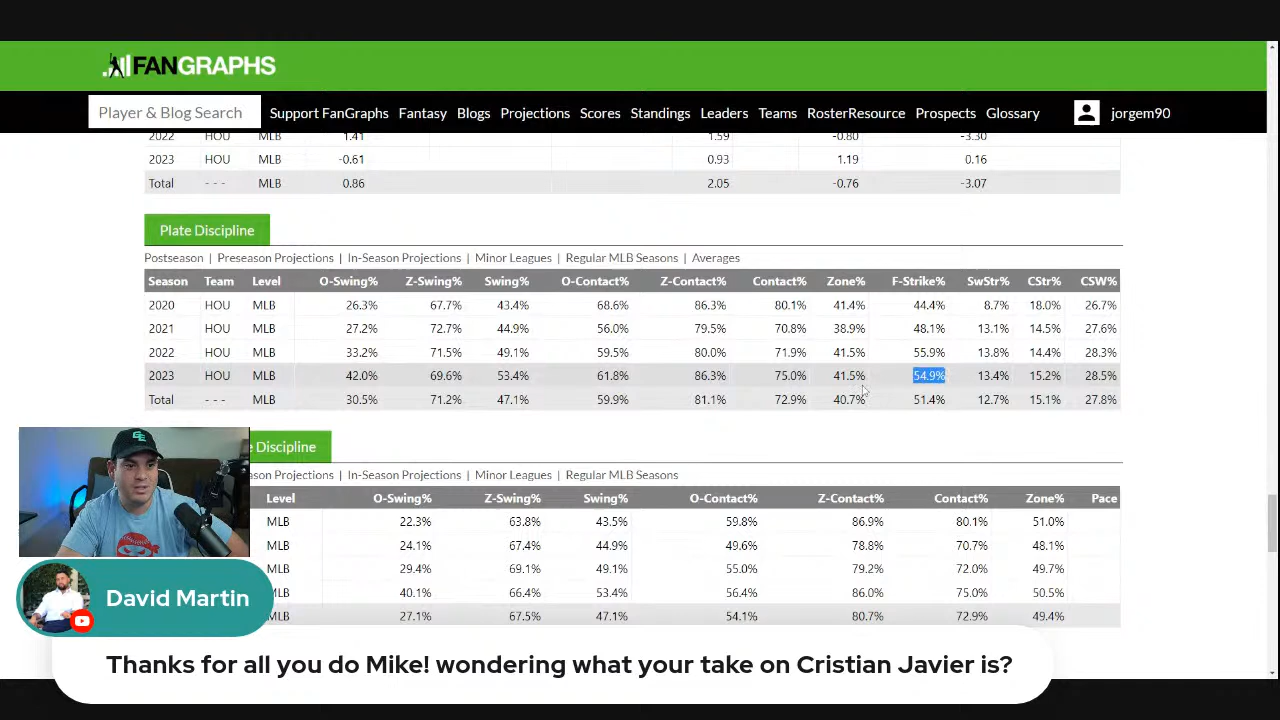 FANGRAPHS
Player & Blog Search Support FanGraphs Fantasy Blogs Projections Scores Standings Leaders Teams RosterResource Prospects Glossary jorgem90
2022 HOU MLB 1.41 1.59 -0.80 -3.30
2023 HOU MLB -0.61 0.93 1.19 0.16
Total - - - MLB 0.86 2.05 -0.76 -3.07
Plate Discipline
Postseason | Preseason Projections | In-Season Projections | Minor Leagues | Regular MLB Seasons | Averages
Season Team Level O-Swing% Z-Swing% Swing% O-Contact% Z-Contact% Contact% Zone% F-Strike% SwStr% CStr% CSW%
2020 HOU MLB 26.3% 67.7% 43.4% 68.6% 86.3% 80.1% 41.4% 44.4% 8.7% 18.0% 26.7%
2021 HOU MLB 27.2% 72.7% 44.9% 56.0% 79.5% 70.8% 38.9% 48.1% 13.1% 14.5% 27.6%
2022 HOU MLB 33.2% 71.5% 49.1% 59.5% 80.0% 71.9% 41.5% 55.9% 13.8% 14.4% 28.3%
2023 HOU MLB 42.0% 69.6% 53.4% 61.8% 86.3% 75.0% 41.5% 54.9% 13.4% 15.2% 28.5%
Total - - - MLB 30.5% 71.2% 47.1% 59.9% 81.1% 72.9% 40.7% 51.4% 12.7% 15.1% 27.8%
e Discipline
ason Projections | In-Season Projections | Minor Leagues | Regular MLB Seasons
Level O-Swing% Z-Swing% Swing% O-Contact% Z-Contact% Contact% Zone% Pace
MLB 22.3% 63.8% 43.5% 59.8% 86.9% 80.1% 51.0%
MLB 24.1% 67.4% 44.9% 49.6% 78.8% 70.7% 48.1%
MLB 29.4% 69.1% 49.1% 55.0% 79.2% 72.0% 49.7%
MLB 40.1% 66.4% 53.4% 56.4% 80.0% 75.0% 50.5%
MLB 27.1% 67.5% 47.1% 54.1% 80.7% 72.9% 49.4%
David Martin
Thanks for all you do Mike! wondering what your take on Cristian Javier is?